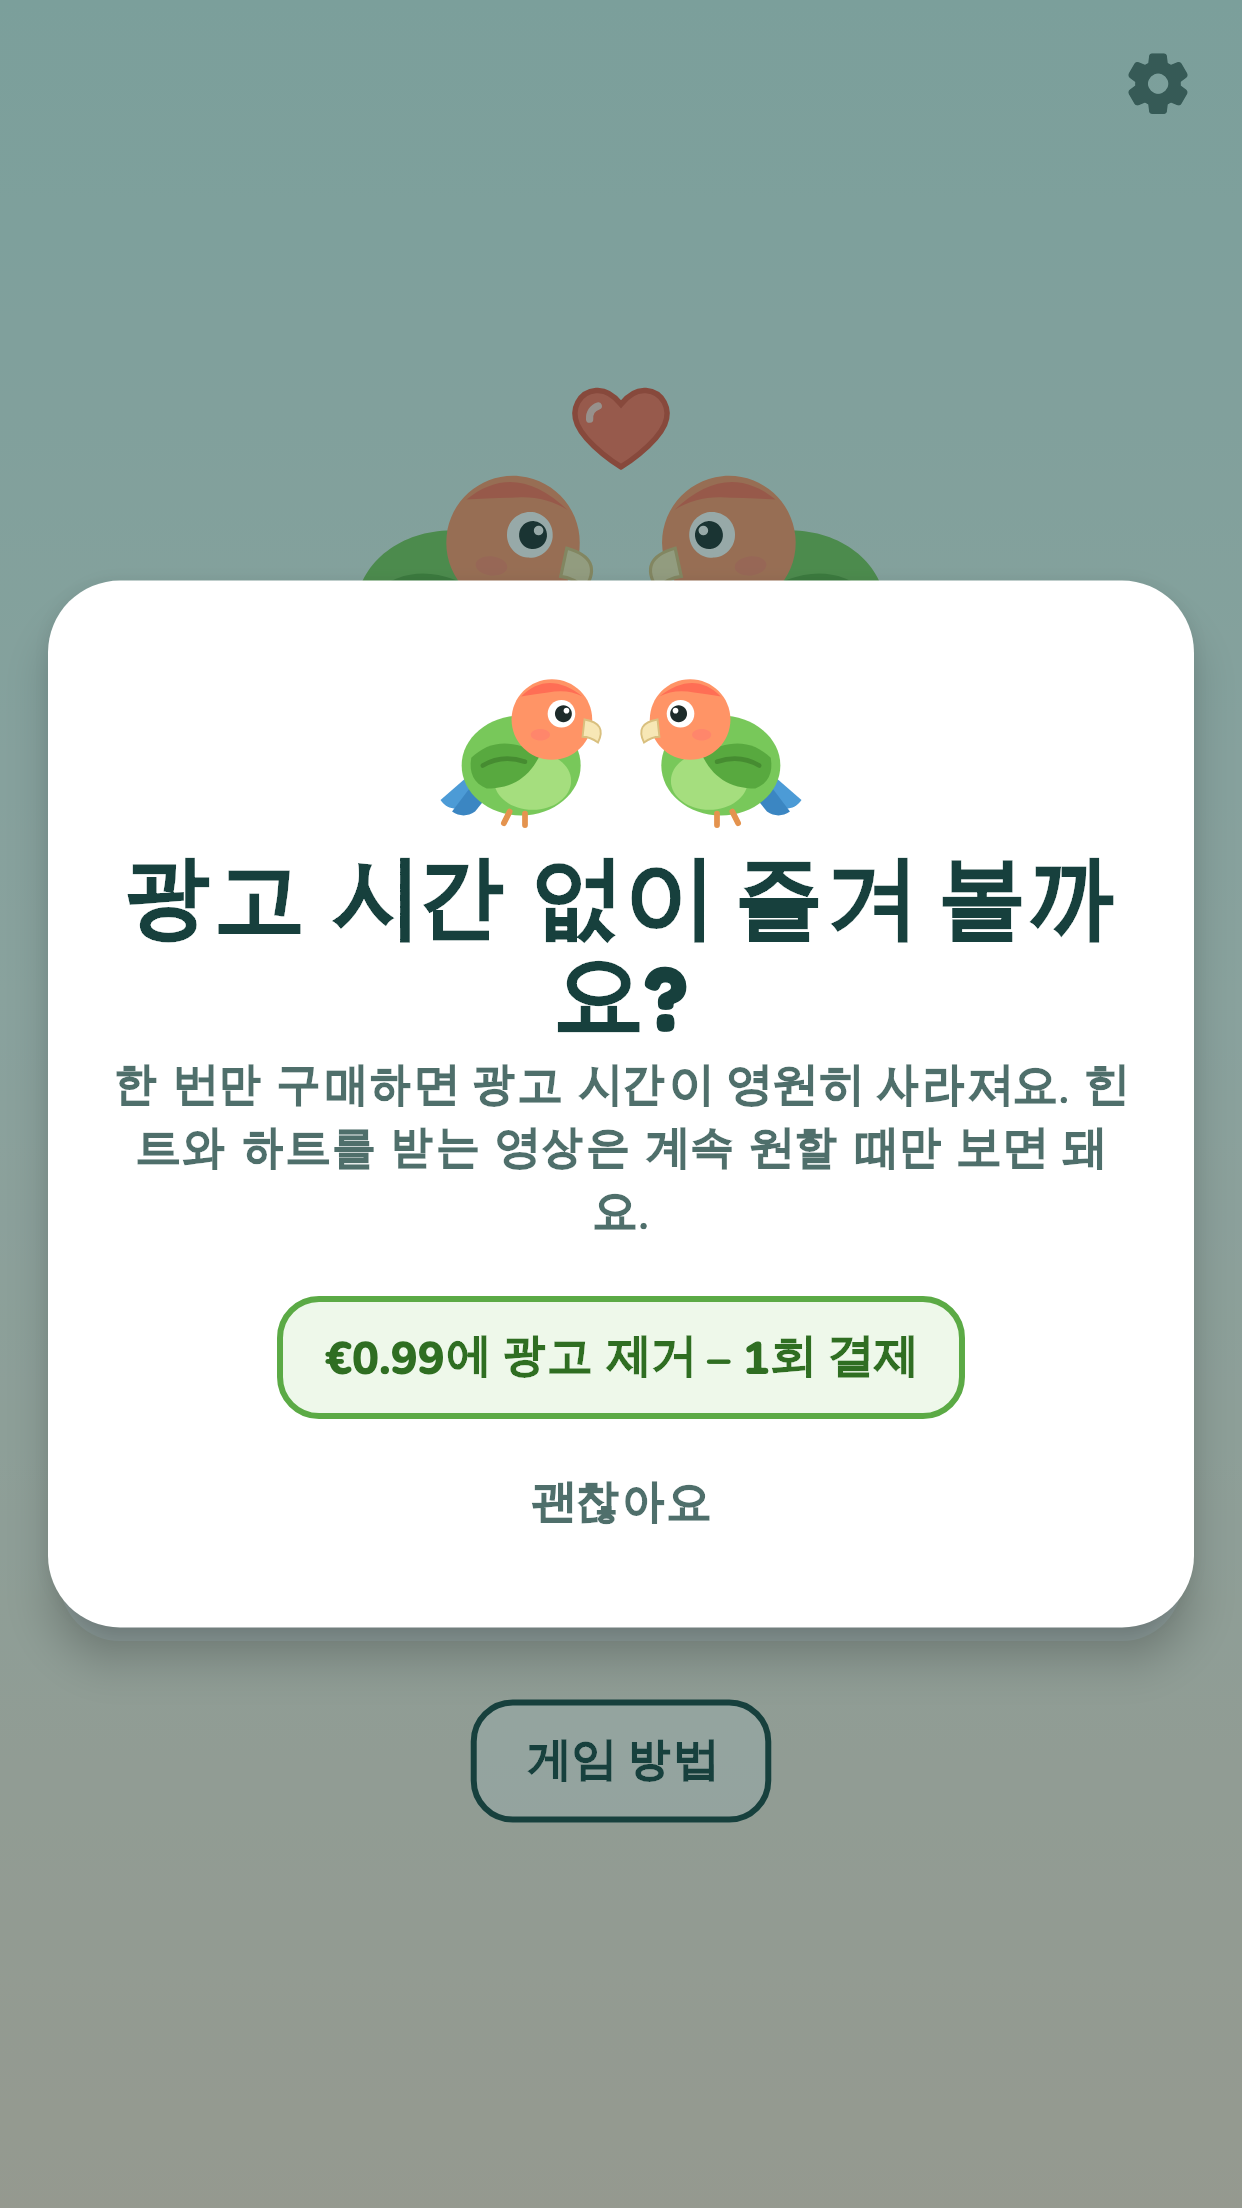 광고 시간 없이 즐겨 볼까
요?
한 번만 구매하면 광고 시간이 영원히 사라져요. 힌
트와 하트를 받는 영상은 계속 원할 때만 보면 돼
요.
€0.99에 광고 제거 – 1회 결제
괜찮아요
게임 방법